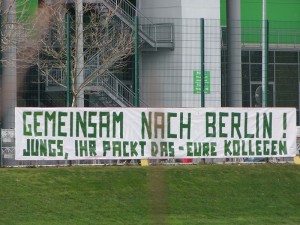 GEMEINSAM NACH BERLIN!
JUNGS, IHR PACKT DAS - EURE KOLLEGEN